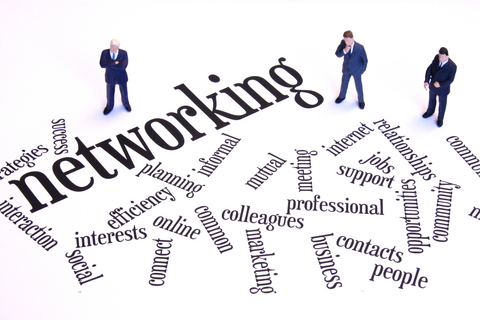 success
strategies
networking
informal
internet
relationships
planning
mutual
meeting
jobs
support
interaction
efficiency
common
colleagues
professional
opportunities
community
interests
online
social
connect
marketing
business
contacts
people